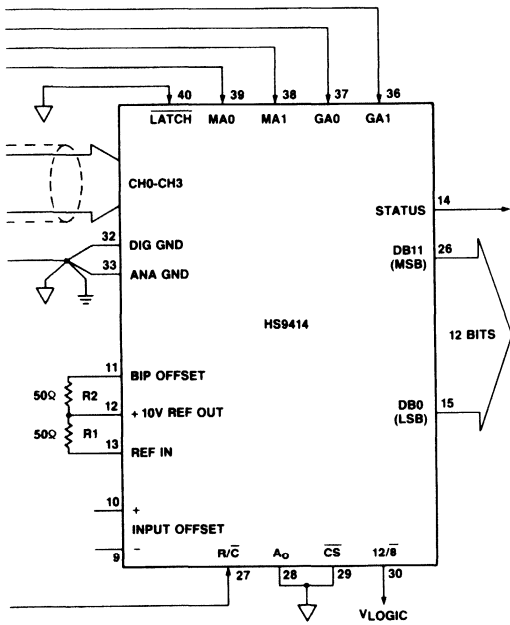 40 39 38 37 36
L̅A̅T̅C̅H̅ MA0 MA1 GA0 GA1
CH0-CH3
14
STATUS
32
DIG GND
DB11
(MSB)
26
33
ANA GND
HS9414
12 BITS
11
BIP OFFSET
50Ω R2
12
+ 10V REF OUT
DB0
(LSB)
15
50Ω R1
13
REF IN
10
+
INPUT OFFSET
−
9
R/C̅ A₀ C̅S̅ 12/8̅
27 28 29 30
VLOGIC